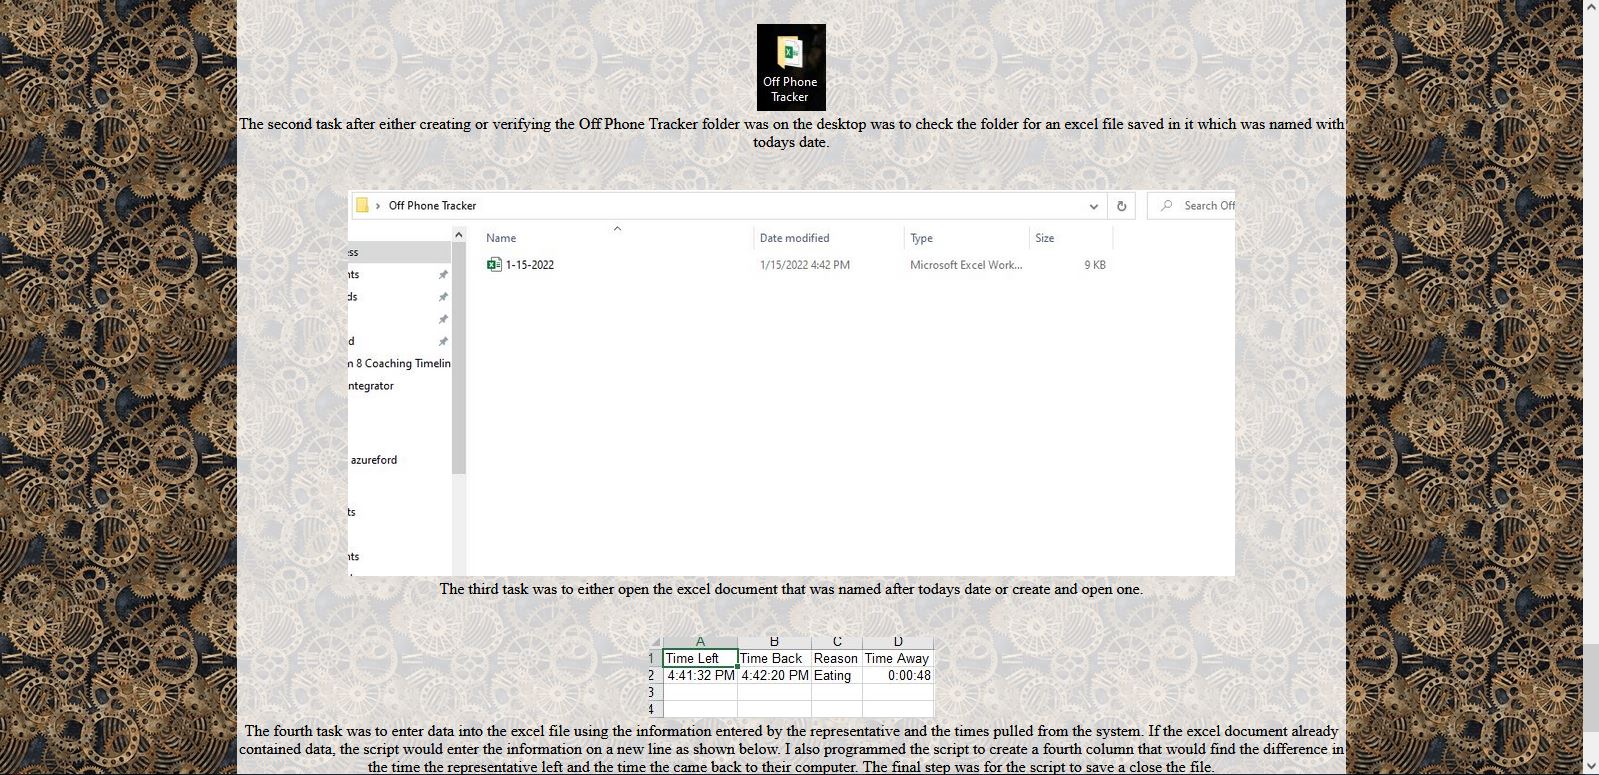 Off Phone
Tracker
The second task after either creating or verifying the Off Phone Tracker folder was on the desktop was to check the folder for an excel file saved in it which was named with
todays date.
› Off Phone Tracker
Search Off
Name Date modified Type Size
1-15-2022 1/15/2022 4:42 PM Microsoft Excel Work... 9 KB
ss
nts
ds
d
n 8 Coaching Timelin
ntegrator
azureford
ts
nts
The third task was to either open the excel document that was named after todays date or create and open one.
A B C D
1 Time Left Time Back Reason Time Away
2 4:41:32 PM 4:42:20 PM Eating 0:00:48
3
4
The fourth task was to enter data into the excel file using the information entered by the representative and the times pulled from the system. If the excel document already
contained data, the script would enter the information on a new line as shown below. I also programmed the script to create a fourth column that would find the difference in
the time the representative left and the time the came back to their computer. The final step was for the script to save a close the file.